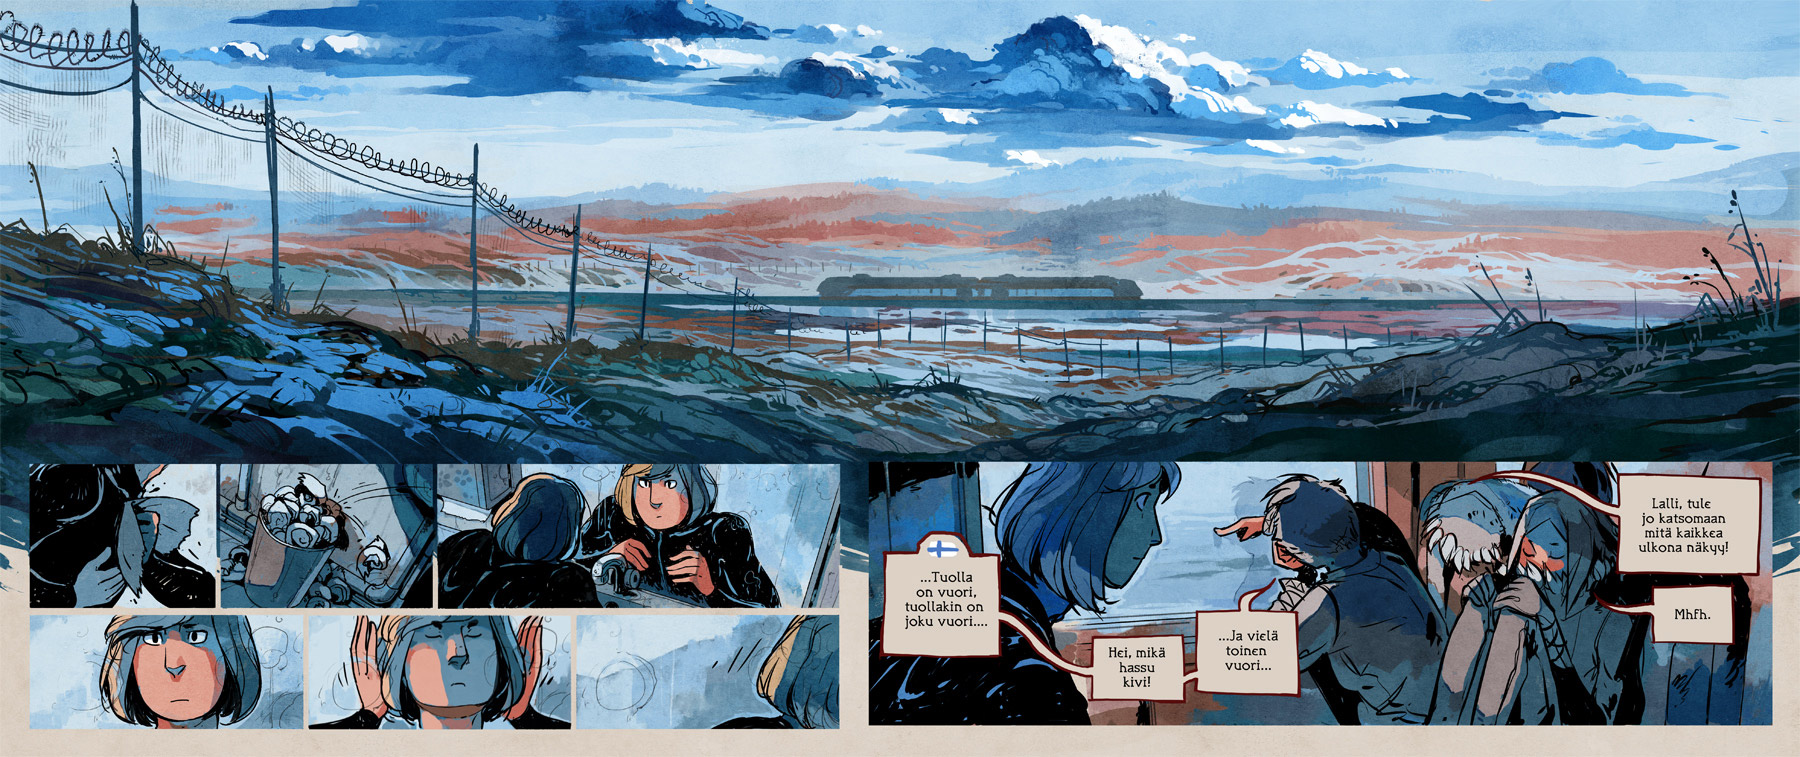 ...Tuolla
on vuori,
tuollakin on
joku vuori....
Hei, mikä
hassu
kivi!
...Ja vielä
toinen
vuori...
Lalli, tule
jo katsomaan
mitä kaikkea
ulkona näkyy!
Mhfh.